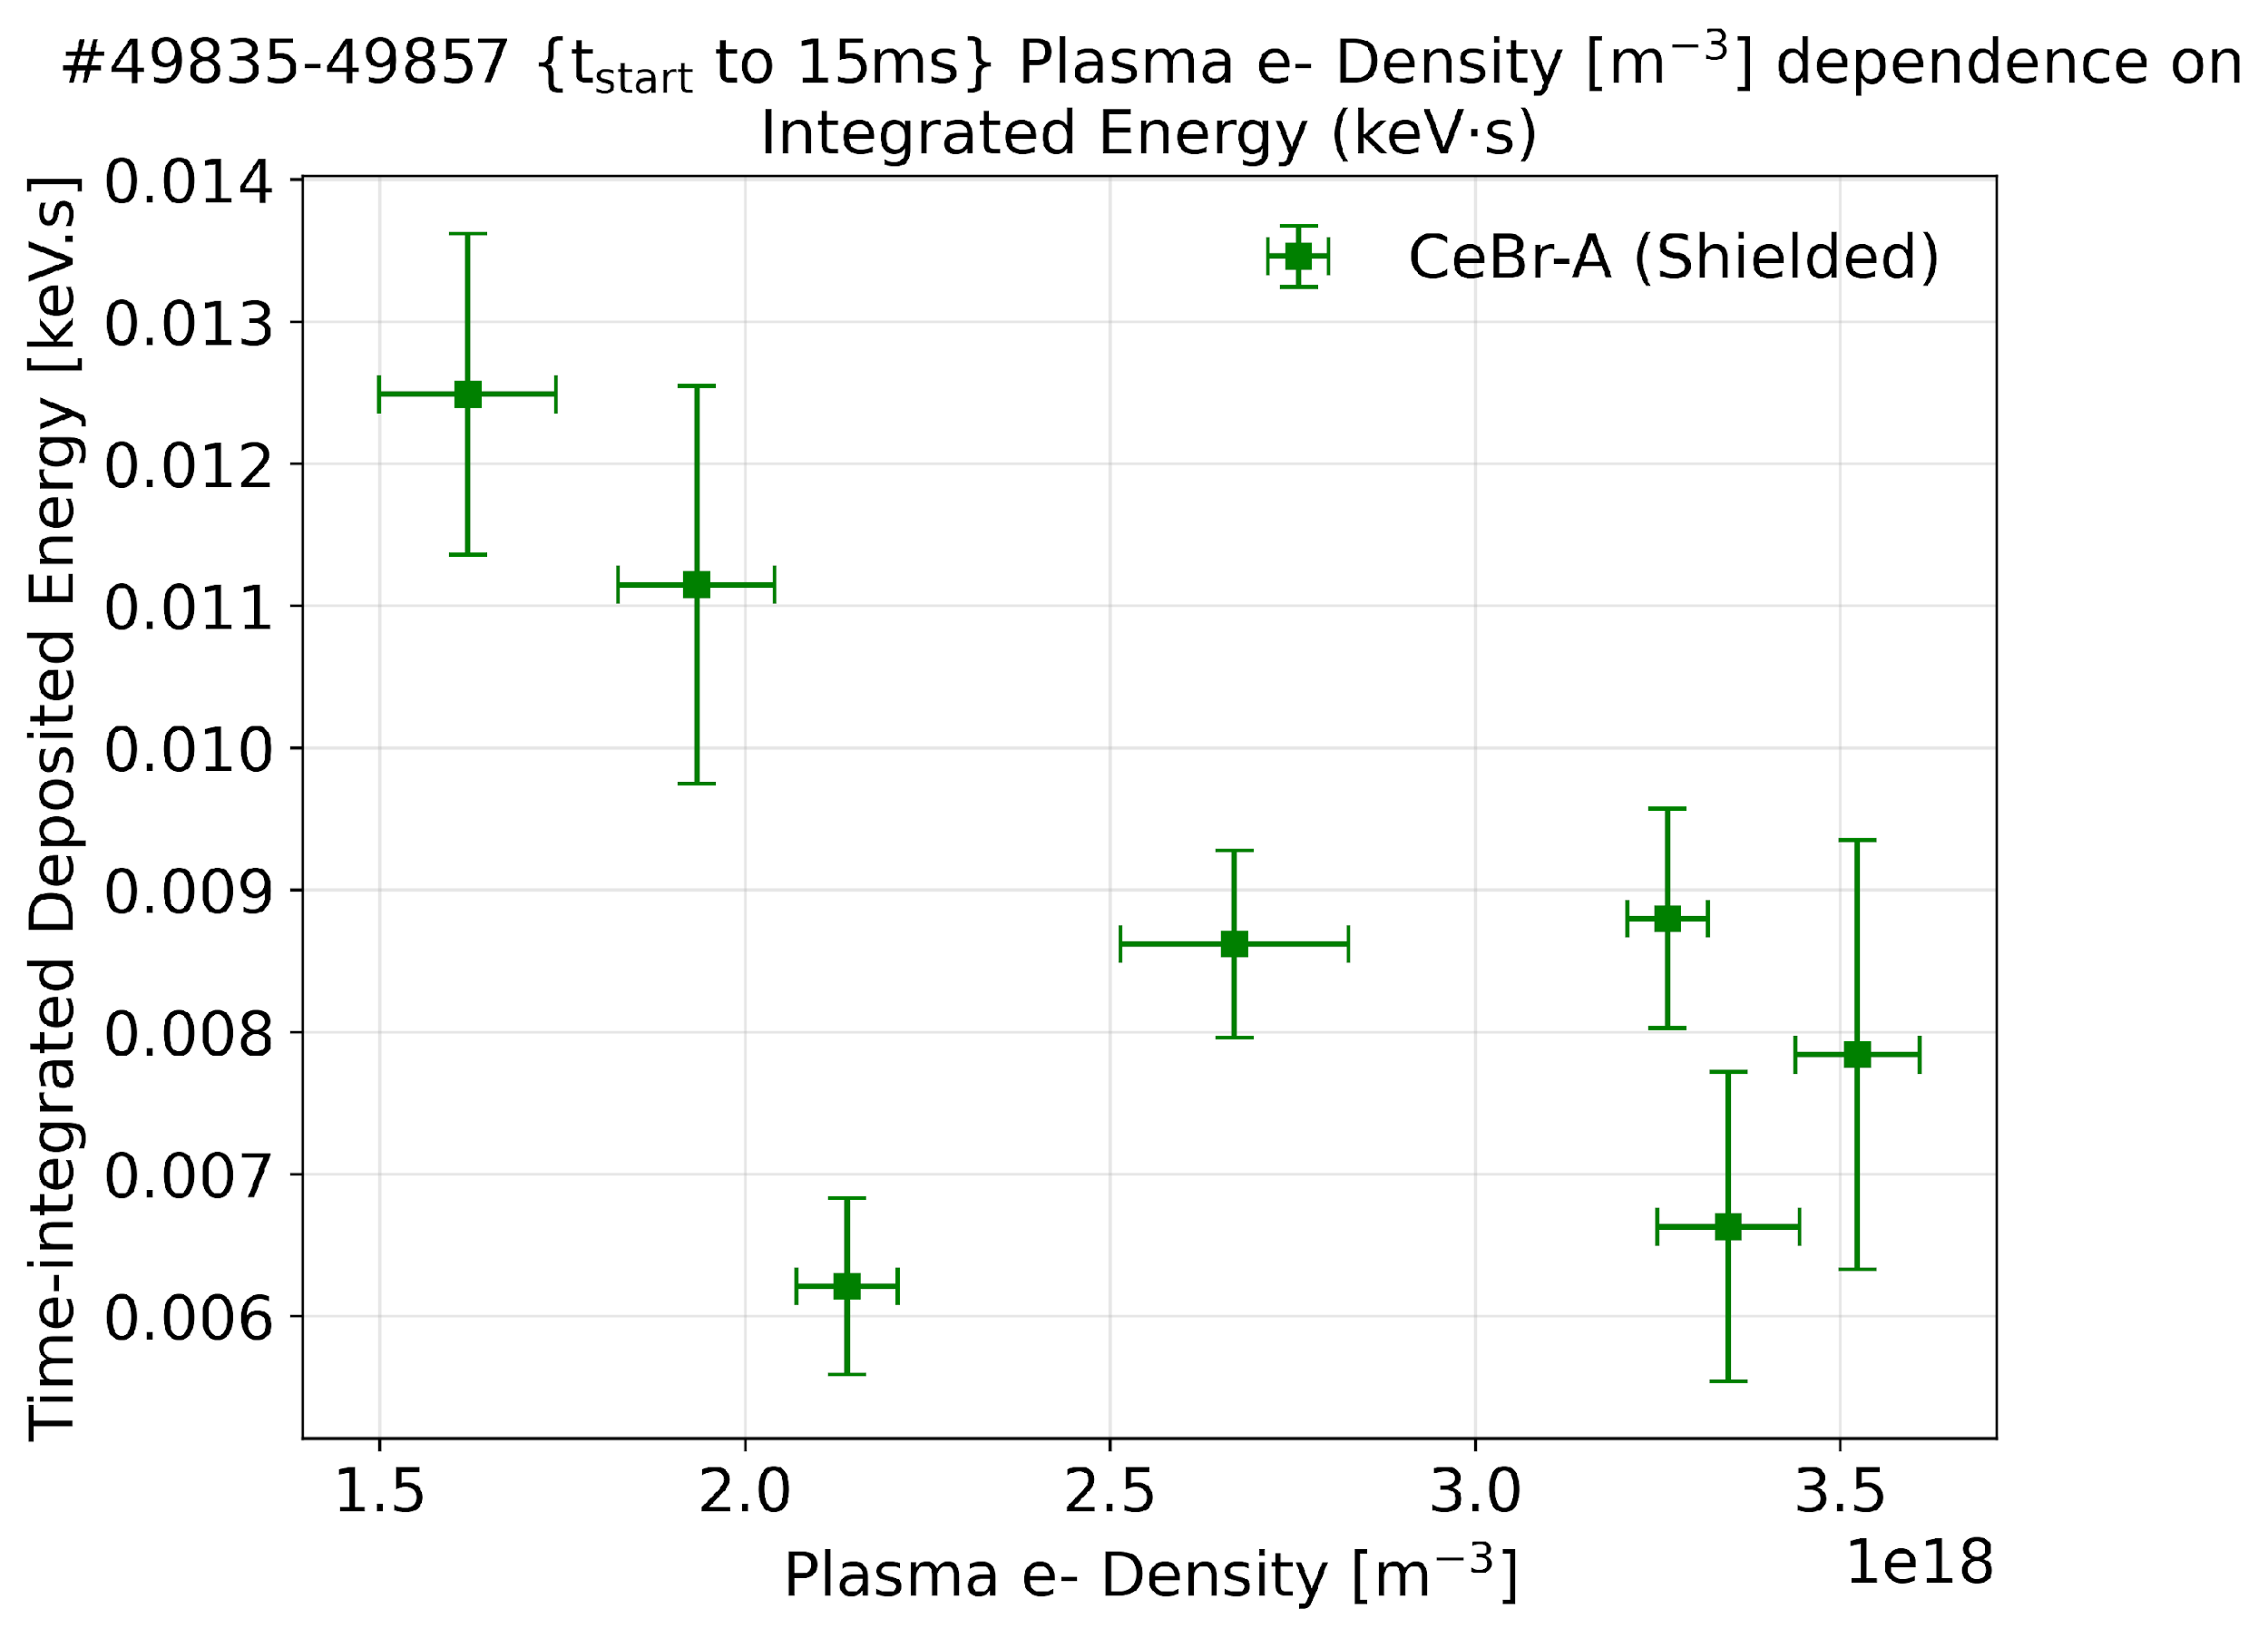 #49835-49857 {tstart to 15ms} Plasma e- Density [m⁻³] dependence on
Integrated Energy (keV·s)
Time-integrated Deposited Energy [keV.s]
0.014
0.013
0.012
0.011
0.010
0.009
0.008
0.007
0.006
CeBr-A (Shielded)
1.5 2.0 2.5 3.0 3.5
1e18
Plasma e- Density [m⁻³]